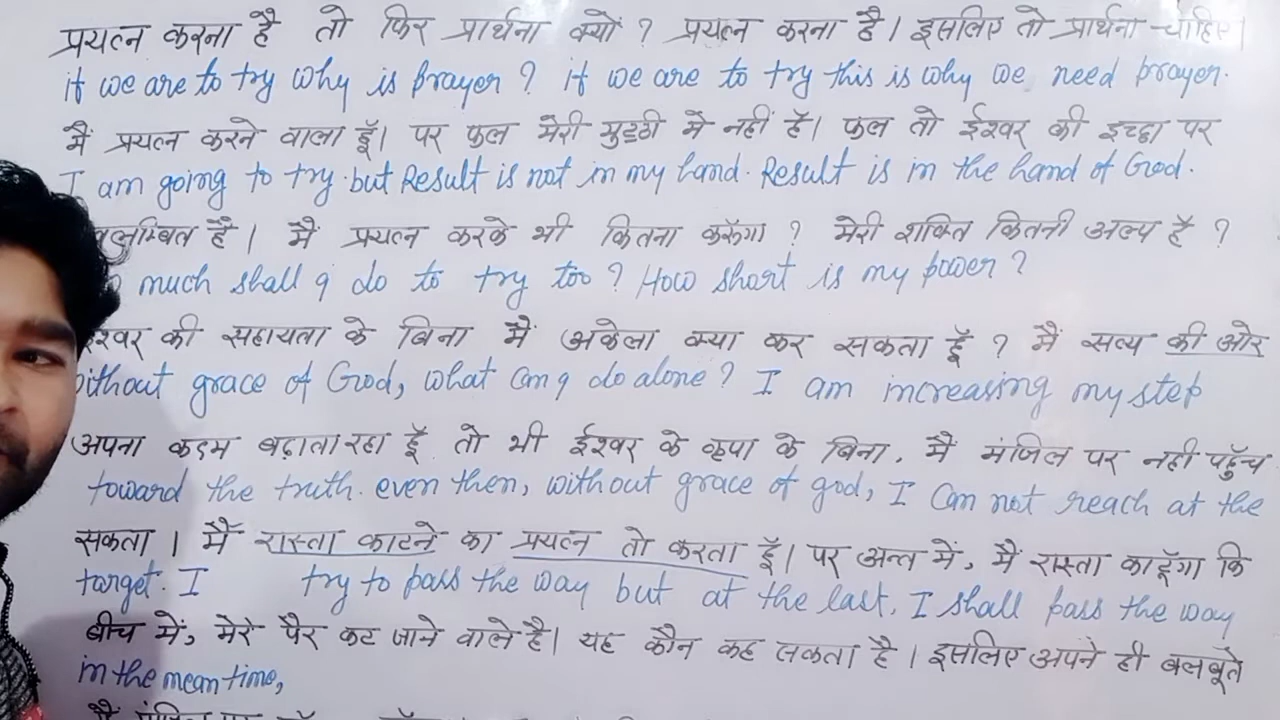 प्रयत्न करना है तो फिर प्रार्थना क्यों ? प्रयत्न करना है। इसलिए तो प्रार्थना चाहिए।
if we are to try why is prayer ? if we are to try this is why we need prayer.
मैं प्रयत्न करने वाला हूँ। पर फल मेरी मुट्ठी में नहीं है। फल तो ईश्वर की इच्छा पर
I am going to try. but Result is not in my hand. Result is in the hand of God.
है। मैं प्रयत्न करके भी कितना करूँगा ? मेरी शक्ति कितनी अल्प है ?
much shall I do to try too ? How short is my power ?
की सहायता के बिना मैं अकेला क्या कर सकता हूँ ? मैं सत्य की ओर
without grace of God, what can I do alone ? I am increasing my step
अपना कदम बढ़ाता रहा हूँ तो भी ईश्वर के कृपा के बिना, मैं मंजिल पर नही पहुँच
toward the truth. even then, without grace of god, I can not reach at the
सकता । मैं रास्ता काटने का प्रयत्न तो करता हूँ। पर अन्त में, मैं रास्ता काटूँगा कि
target. I try to pass the way but at the last, I shall pass the way
बीच में, मेरे पैर कट जाने वाले है। यह कौन कह सकता है । इसलिए अपने ही बलबूते
in the mean time,